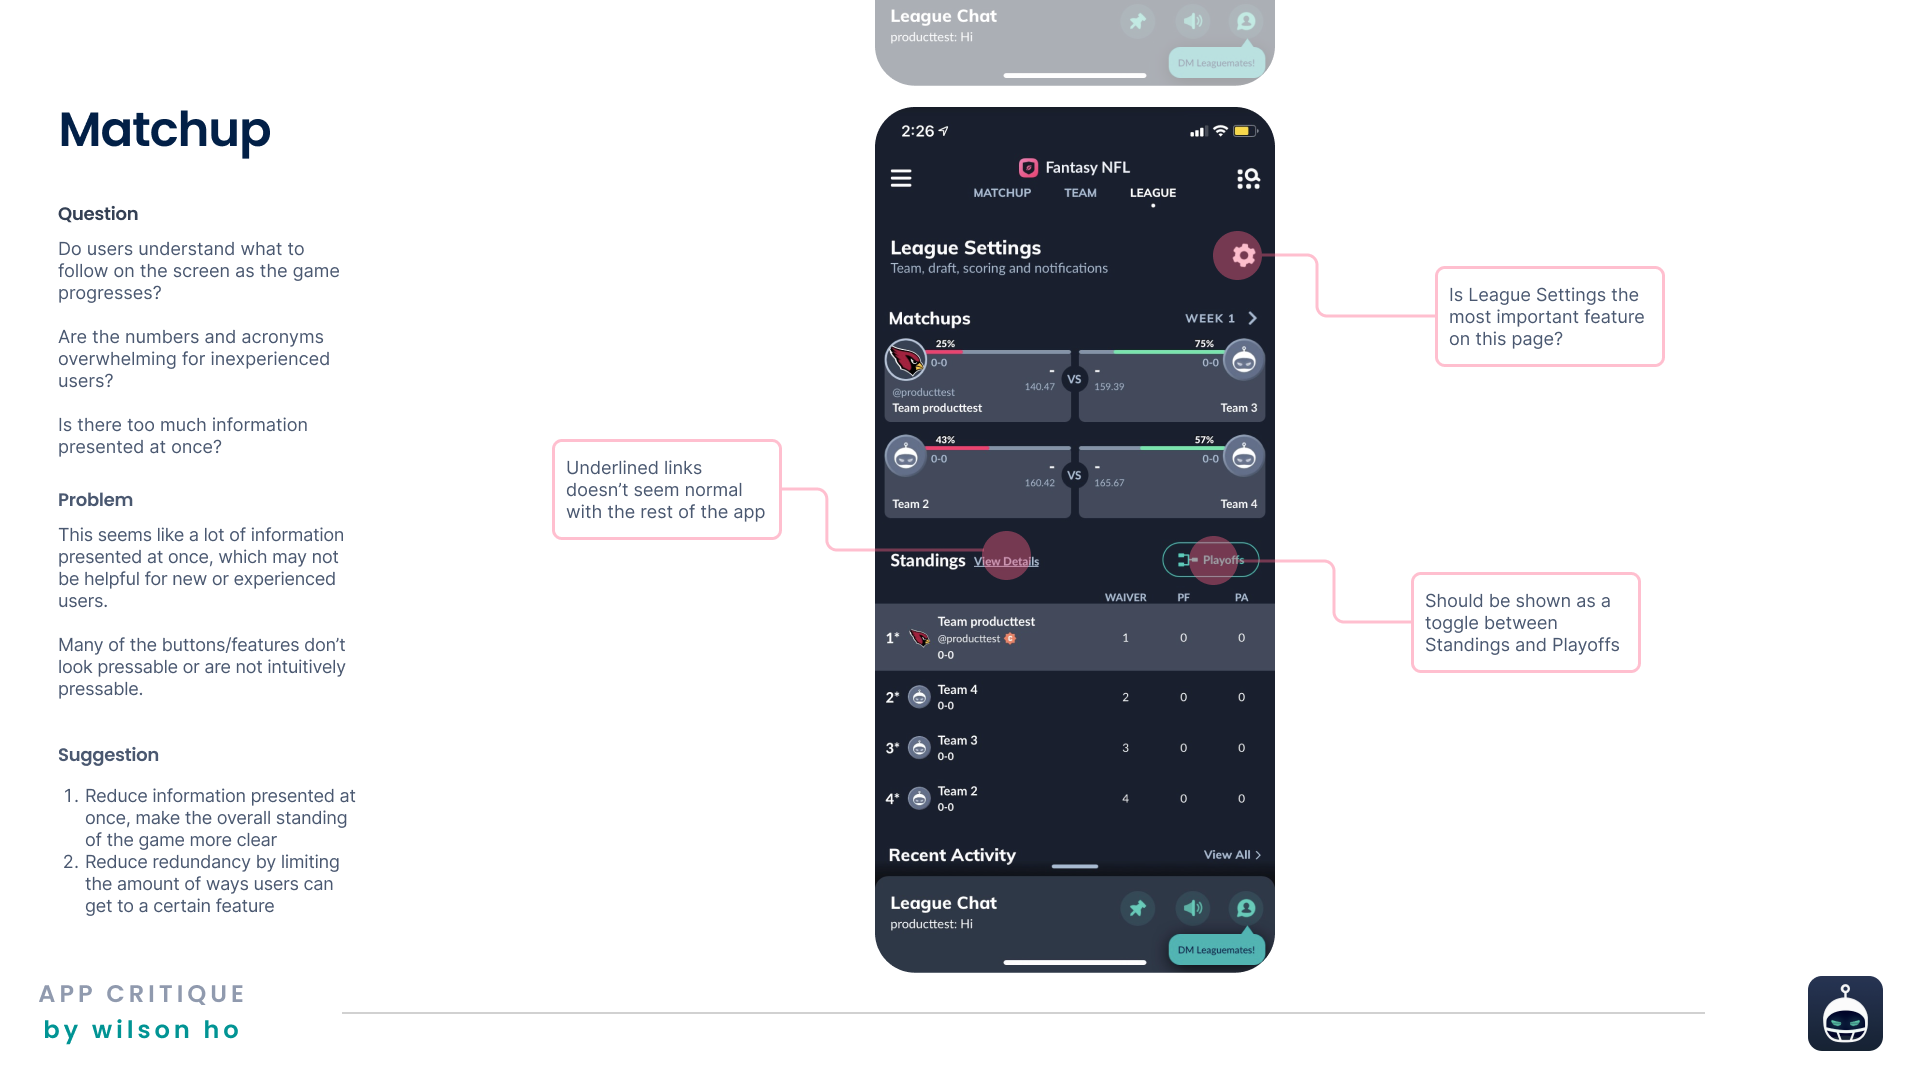 League Chat
producttest: Hi
DM Leaguemates!
Matchup
Question
Do users understand what to
follow on the screen as the game
progresses?
Are the numbers and acronyms
overwhelming for inexperienced
users?
Is there too much information
presented at once?
Problem
This seems like a lot of information
presented at once, which may not
be helpful for new or experienced
users.
Many of the buttons/features don't
look pressable or are not intuitively
pressable.
Suggestion
1. Reduce information presented at
once, make the overall standing
of the game more clear
2. Reduce redundancy by limiting
the amount of ways users can
get to a certain feature
Underlined links
doesn't seem normal
with the rest of the app
2:26
Fantasy NFL
MATCHUP TEAM LEAGUE
League Settings
Team, draft, scoring and notifications
Matchups WEEK 1
25% 75%
0-0 0-0
- VS -
140.47 159.39
@producttest
Team producttest Team 3
43% 57%
0-0 0-0
- VS -
160.42 165.67
Team 2 Team 4
Standings View Details Playoffs
WAIVER PF PA
Team producttest
1* @producttest C 1 0 0
0-0
Team 4
2* 2 0 0
0-0
Team 3
3* 3 0 0
0-0
Team 2
4* 4 0 0
0-0
Recent Activity View All
League Chat
producttest: Hi
DM Leaguemates!
Is League Settings the
most important feature
on this page?
Should be shown as a
toggle between
Standings and Playoffs
APP CRITIQUE
by wilson ho